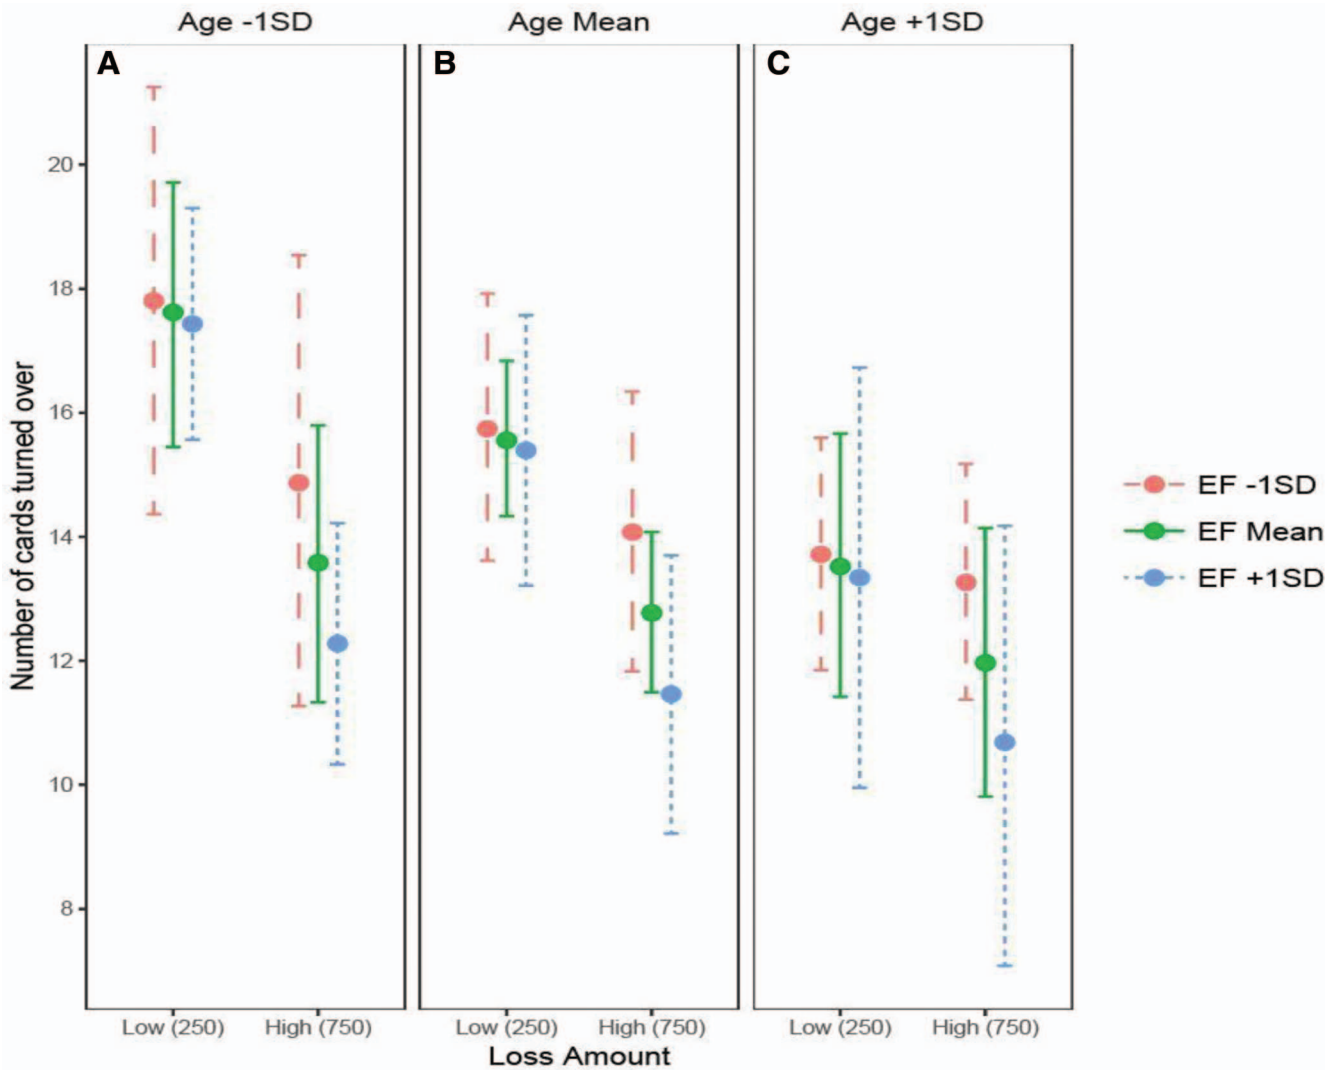 Age -1SD
Age Mean
Age +1SD
A
B
C
Number of cards turned over
20
18
16
14
12
10
8
Low (250)
High (750)
Low (250)
High (750)
Low (250)
High (750)
Loss Amount
EF -1SD
EF Mean
EF +1SD